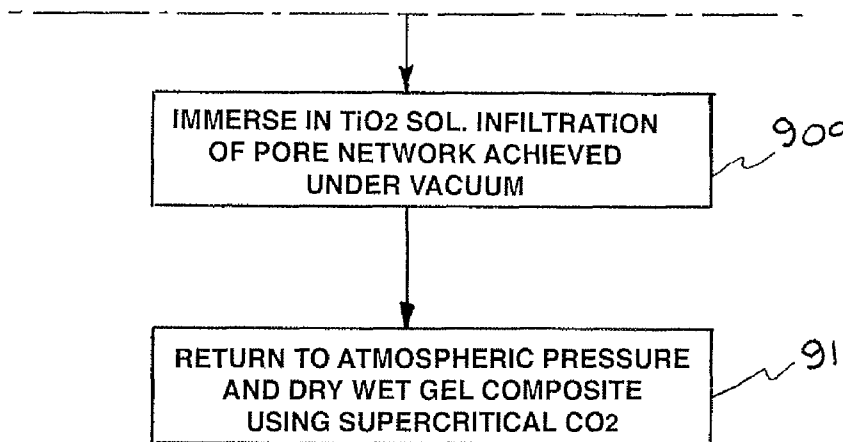 IMMERSE IN TiO2 SOL. INFILTRATION
OF PORE NETWORK ACHIEVED
UNDER VACUUM
900
RETURN TO ATMOSPHERIC PRESSURE
AND DRY WET GEL COMPOSITE
USING SUPERCRITICAL CO2
91